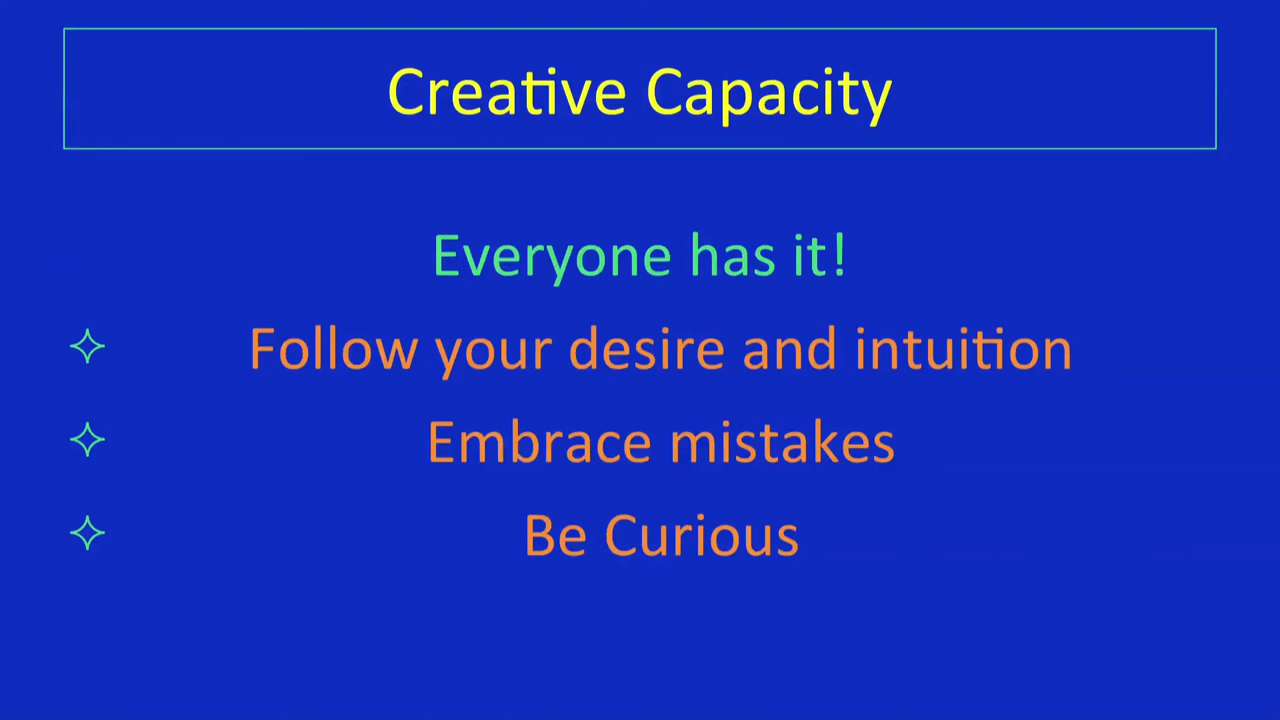 Creative Capacity
Everyone has it!
✧ Follow your desire and intuition
✧ Embrace mistakes
✧ Be Curious